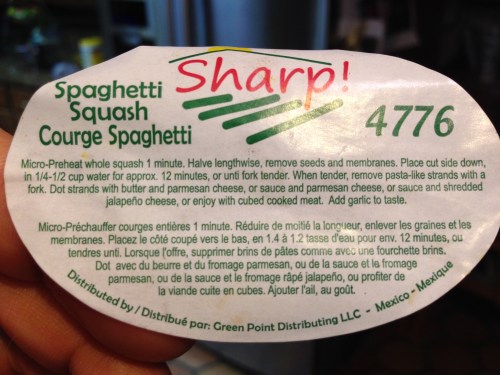 Sharp!
Spaghetti
Squash
Courge Spaghetti
4776
Micro-Preheat whole squash 1 minute. Halve lengthwise, remove seeds and membranes. Place cut side down,
in 1/4-1/2 cup water for approx. 12 minutes, or unti fork tender. When tender, remove pasta-like strands with a
fork. Dot strands with butter and parmesan cheese, or sauce and parmesan cheese, or sauce and shredded
jalapeño cheese, or enjoy with cubed cooked meat. Add garlic to taste.
Micro-Préchauffer courges entières 1 minute. Réduire de moitié la longueur, enlever les graines et les
membranes. Placez le côté coupé vers le bas, en 1.4 à 1.2 tasse d'eau pour env. 12 minutes, ou
tendres unti. Lorsque l'offre, supprimer brins de pâtes comme avec une fourchette brins.
Dot avec du beurre et du fromage parmesan, ou de la sauce et le fromage
parmesan, ou de la sauce et le fromage râpé jalapeño, ou profiter de
la viande cuite en cubes. Ajouter l'ail, au goût.
Distributed by / Distribué par: Green Point Distributing LLC - Mexico - Mexique